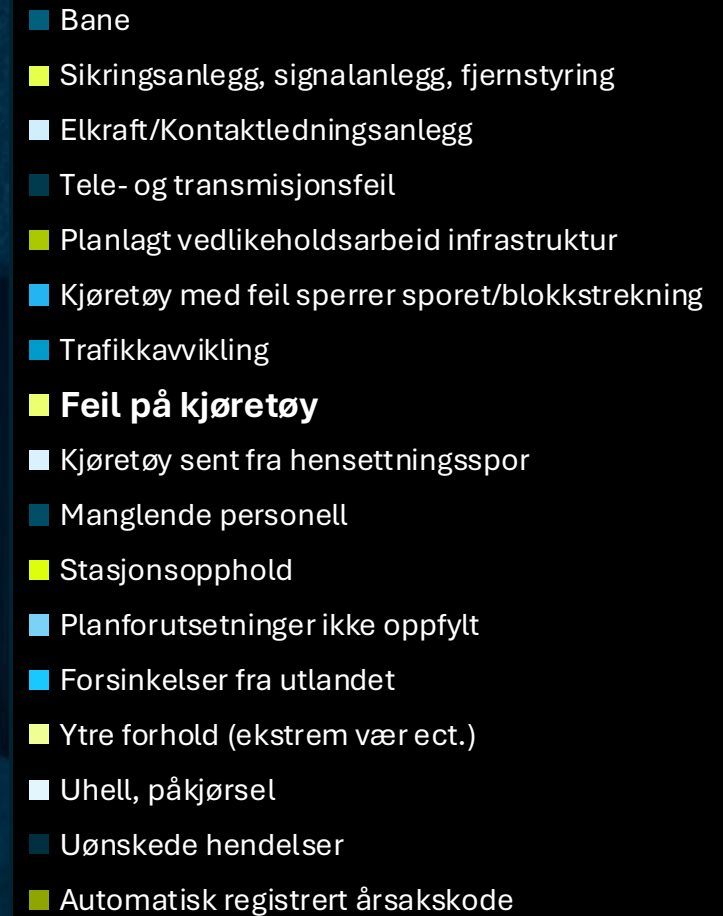 Bane
Sikringsanlegg, signalanlegg, fjernstyring
Elkraft/Kontaktledningsanlegg
Tele- og transmisjonsfeil
Planlagt vedlikeholdsarbeid infrastruktur
Kjøretøy med feil sperrer sporet/blokkstrekning
Trafikkavvikling
Feil på kjøretøy
Kjøretøy sent fra hensettningsspor
Manglende personell
Stasjonsopphold
Planforutsetninger ikke oppfylt
Forsinkelser fra utlandet
Ytre forhold (ekstrem vær ect.)
Uhell, påkjørsel
Uønskede hendelser
Automatisk registrert årsakskode